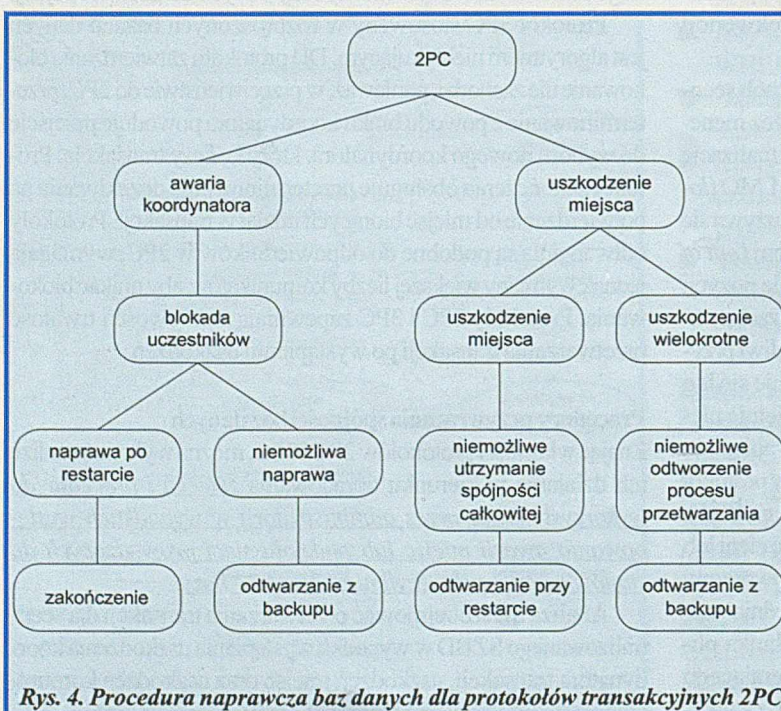 2PC
awaria
koordynatora
uszkodzenie
miejsca
blokada
uczestników
uszkodzenie
miejsca
uszkodzenie
wielokrotne
naprawa po
restarcie
niemożliwa
naprawa
niemożliwe
utrzymanie
spójności
całkowitej
niemożliwe
odtworzenie
procesu
przetwarzania
zakończenie
odtwarzanie z
backupu
odtwarzanie przy
restarcie
odtwarzanie z
backupu
Rys. 4. Procedura naprawcza baz danych dla protokołów transakcyjnych 2PC